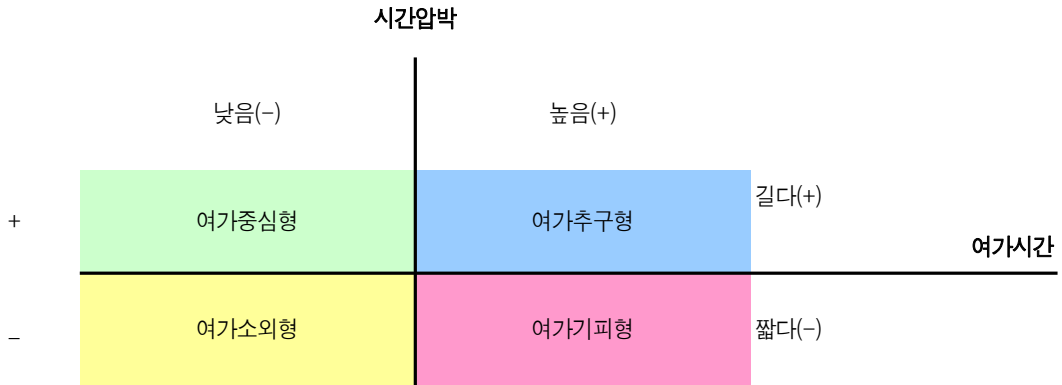 시간압박
낮음(−) 높음(+)
길다(+)
+ 여가중심형 여가추구형
여가시간
− 여가소외형 여가기피형 짧다(−)